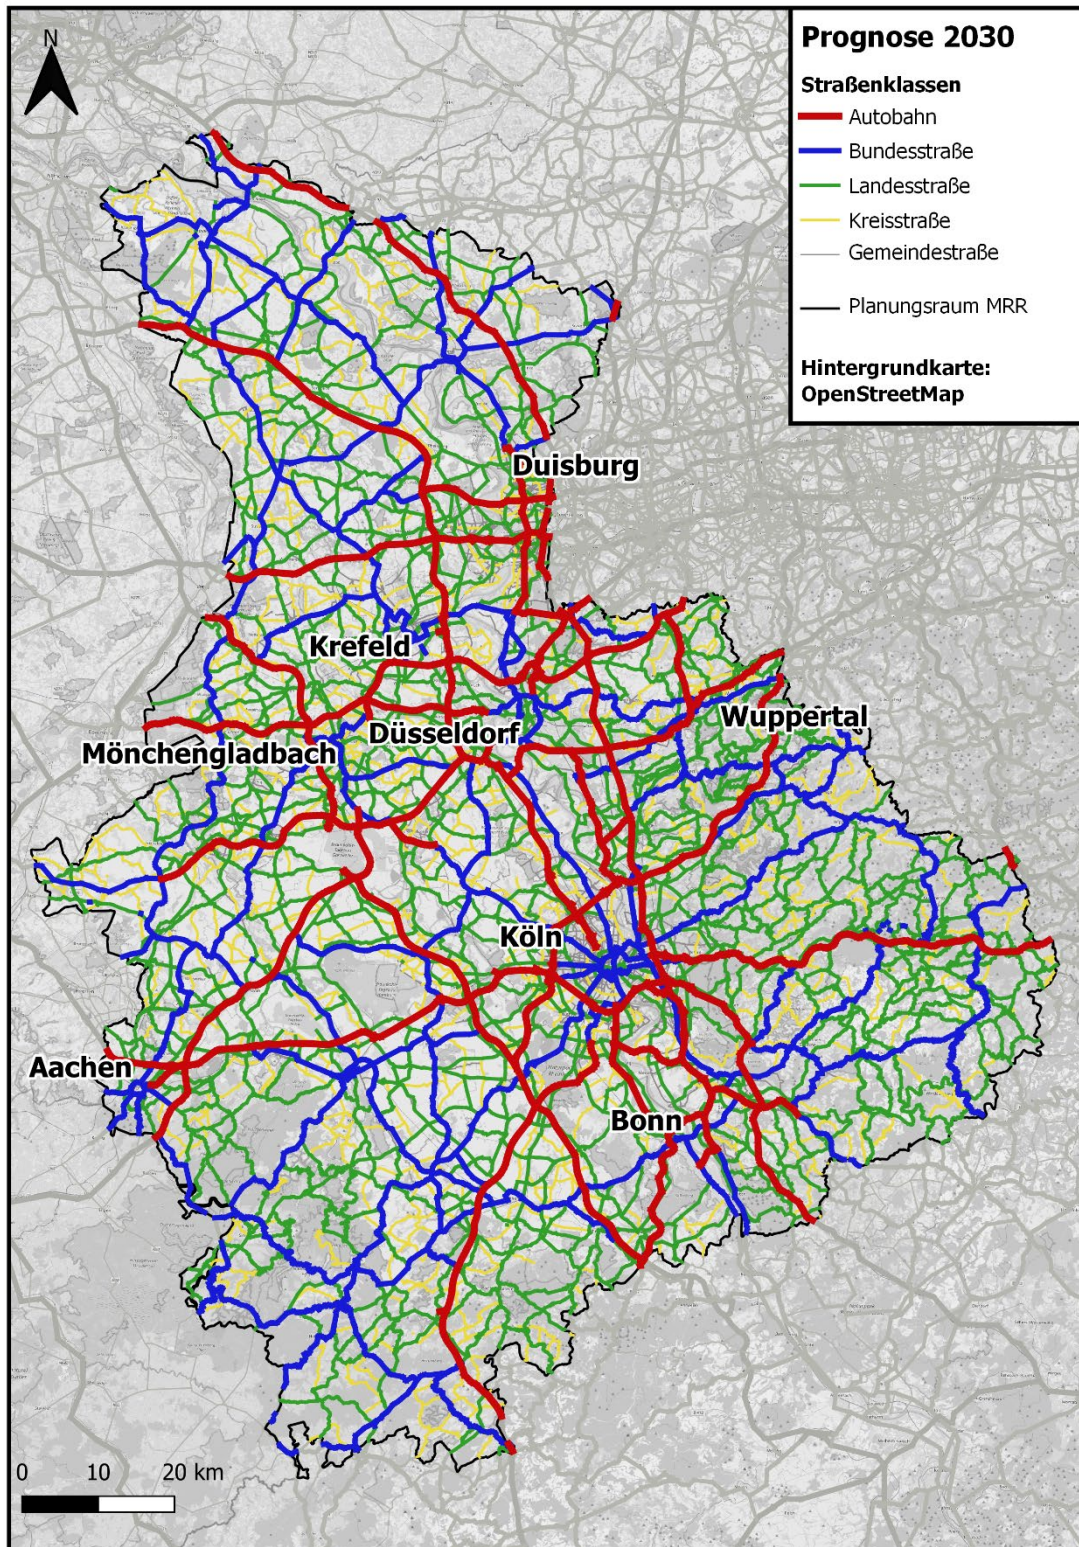 N
Prognose 2030
Straßenklassen
Autobahn
Bundesstraße
Landesstraße
Kreisstraße
Gemeindestraße
Planungsraum MRR
Hintergrundkarte:
OpenStreetMap
Duisburg
Krefeld
Wuppertal
Düsseldorf
Mönchengladbach
Köln
Aachen
Bonn
0 10 20 km